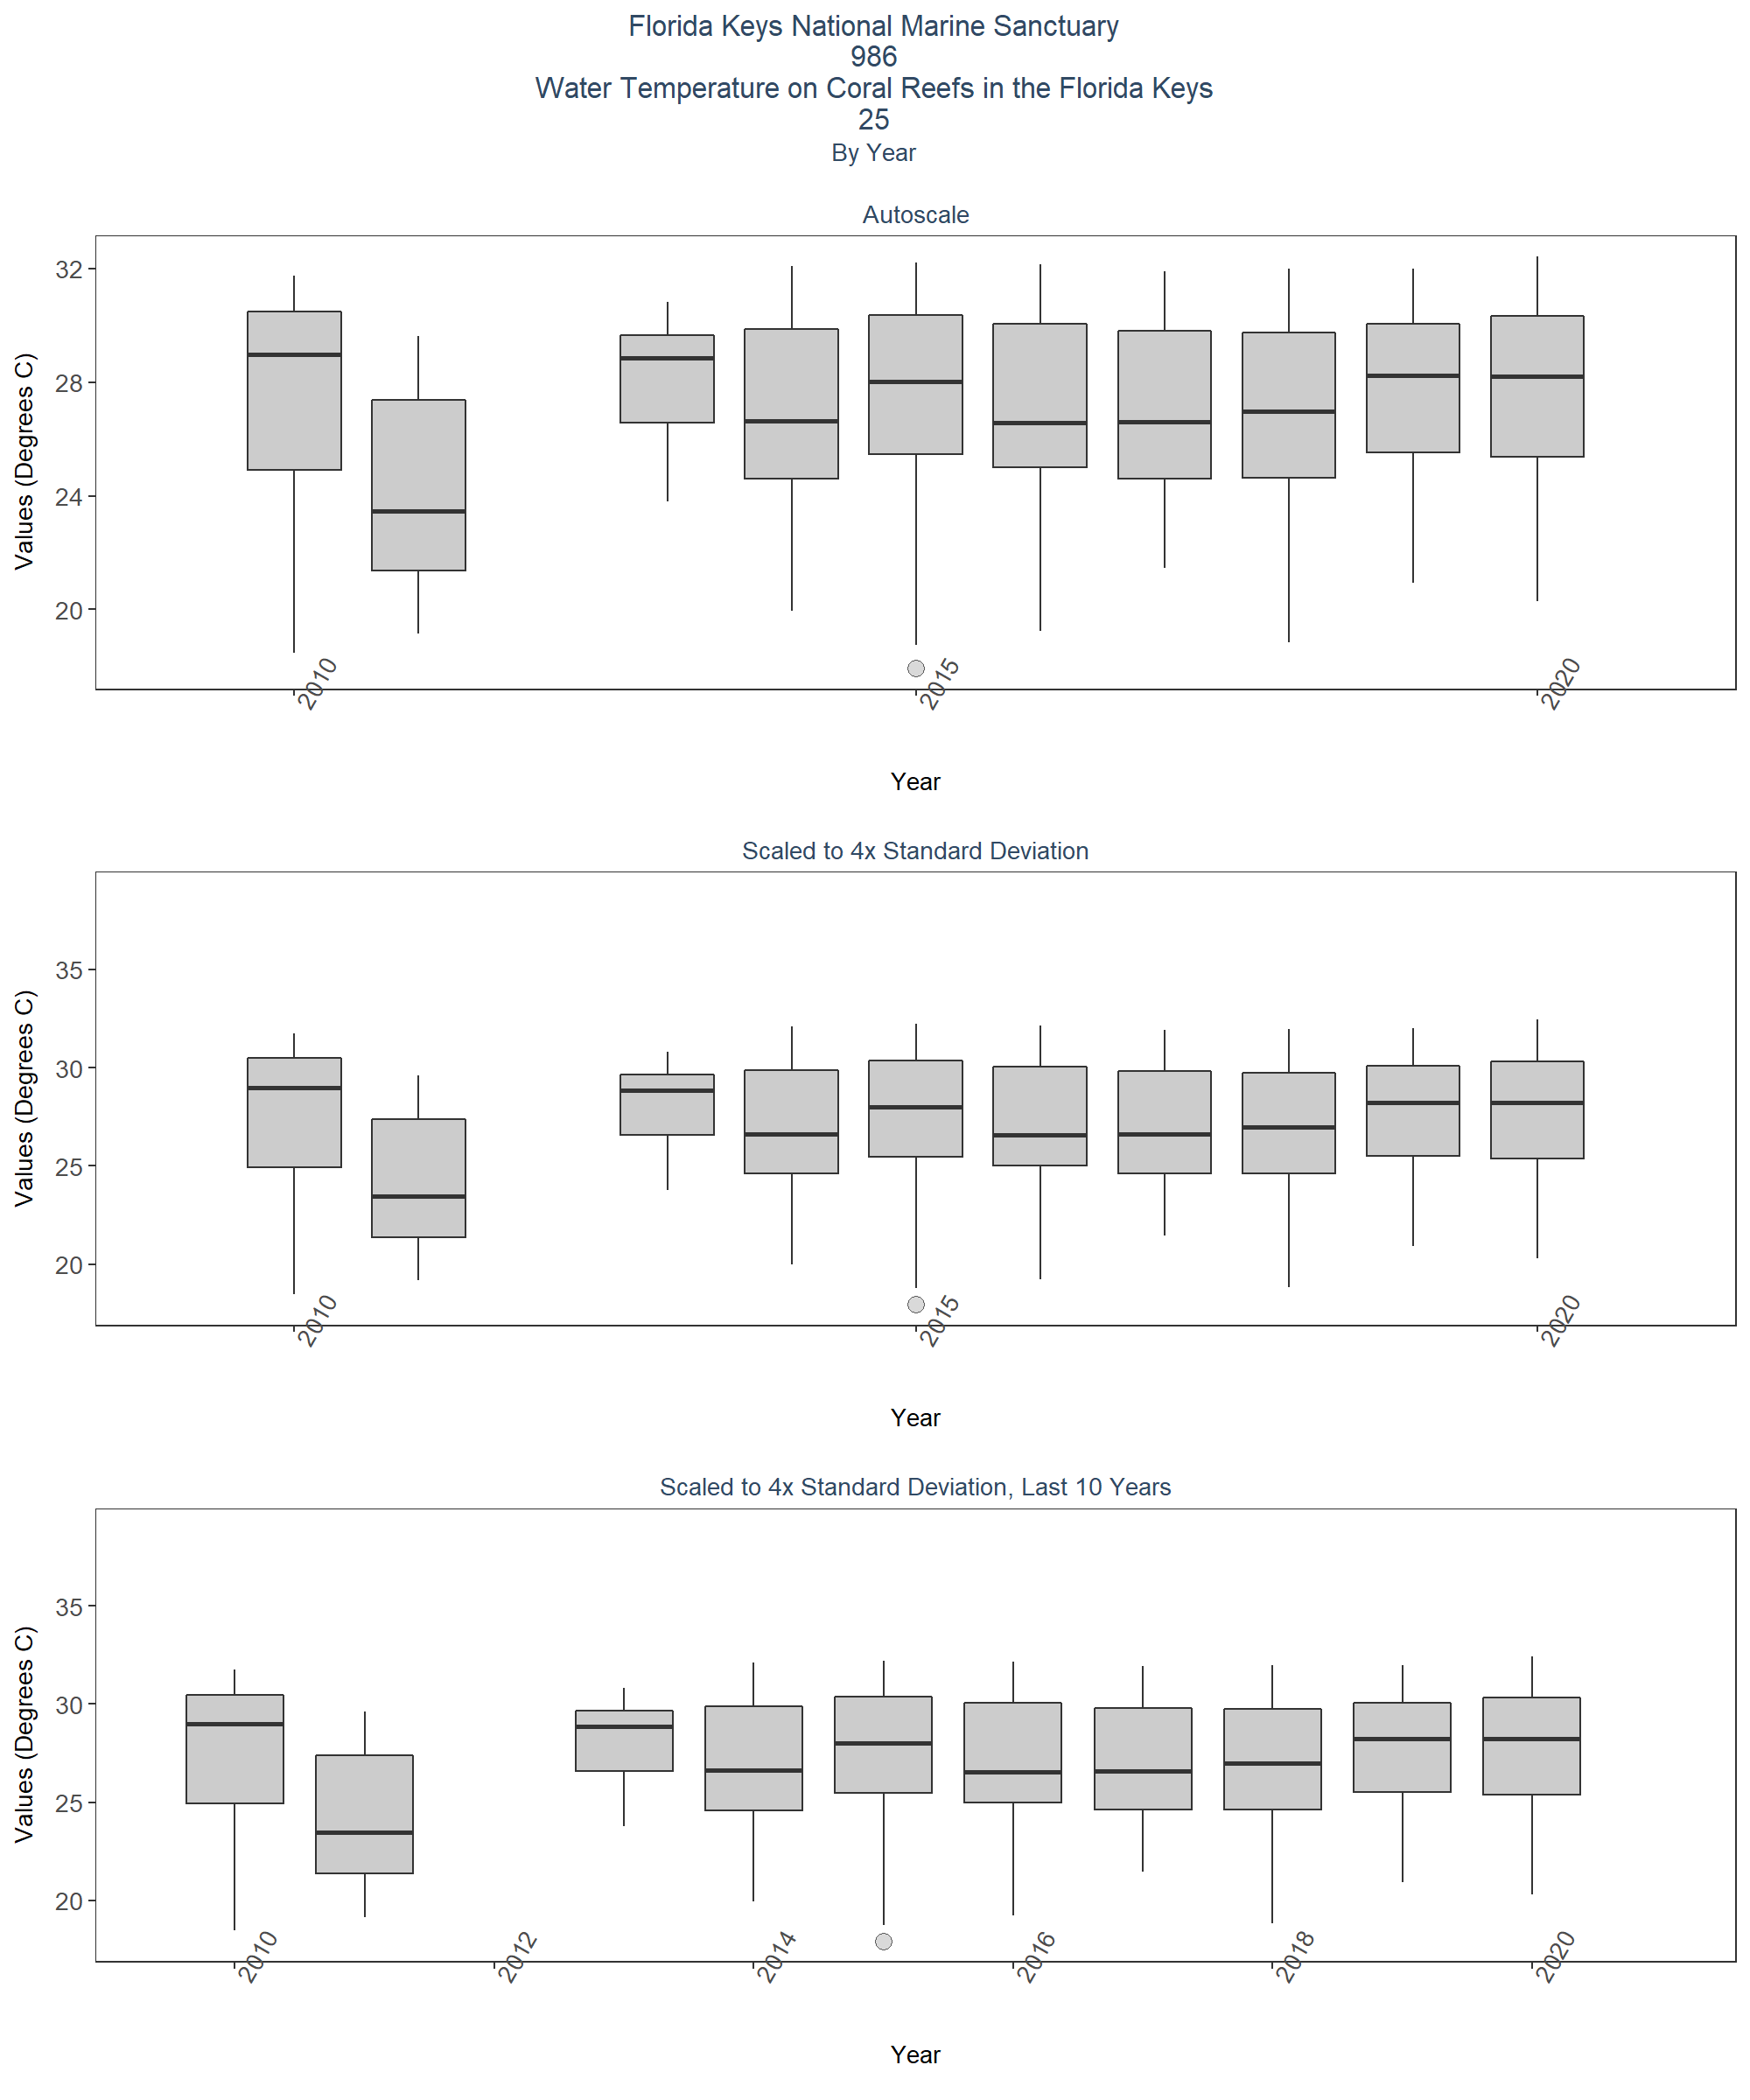 Florida Keys National Marine Sanctuary
986
Water Temperature on Coral Reefs in the Florida Keys
25
By Year
Autoscale
Values (Degrees C)
32
28
24
20
2010
2015
2020
Year
Scaled to 4x Standard Deviation
Values (Degrees C)
35
30
25
20
2010
2015
2020
Year
Scaled to 4x Standard Deviation, Last 10 Years
Values (Degrees C)
35
30
25
20
2010
2012
2014
2016
2018
2020
Year